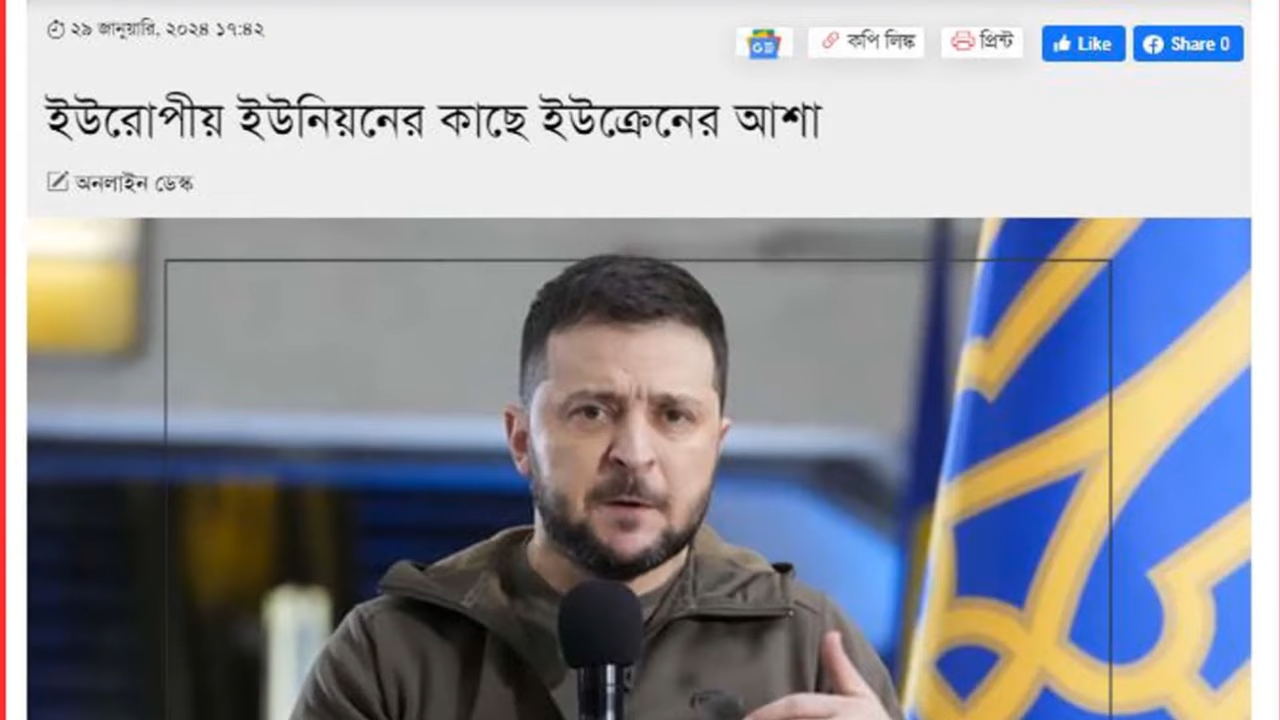 ২৯ জানুয়ারি, ২০২৪ ১৭:৪২
কপি লিঙ্ক
প্রিন্ট
Like
Share 0
ইউরোপীয় ইউনিয়নের কাছে ইউক্রেনের আশা
অনলাইন ডেস্ক